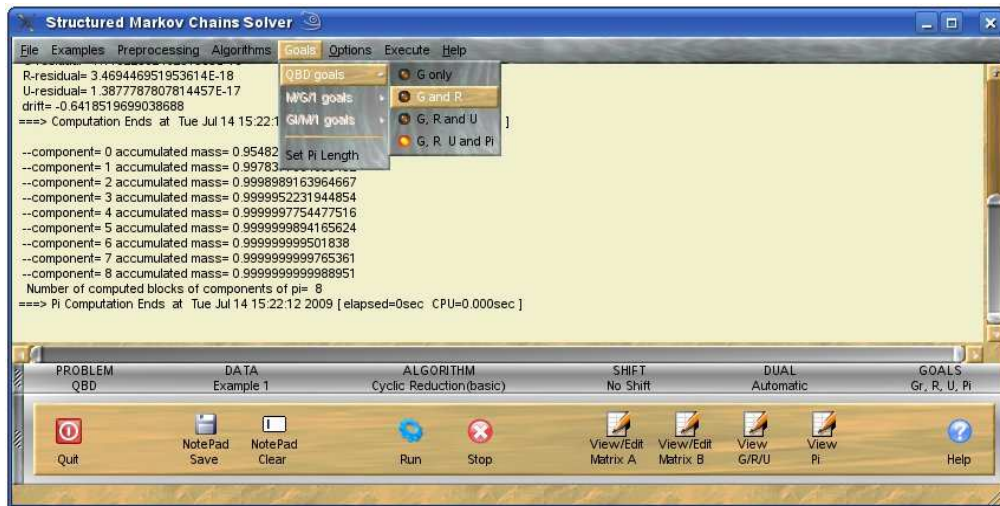 Structured Markov Chains Solver
File Examples Preprocessing Algorithms Goals Options Execute Help
R-residual= 3.469446951953614E-18
U-residual= 1.3877787807814457E-17
drift= -0.6418519699038688
===> Computation Ends at Tue Jul 14 15:22:1 ]
QBD goals
M/G/1 goals
GI/M/1 goals
Set Pi Length
G only
G and R
G, R and U
G, R U and Pi
--component= 0 accumulated mass= 0.95482
--component= 1 accumulated mass=
--component= 2 accumulated mass= 0.9998989163964667
--component= 3 accumulated mass= 0.9999952231944854
--component= 4 accumulated mass= 0.9999997754477516
--component= 5 accumulated mass= 0.9999999894165624
--component= 6 accumulated mass= 0.999999999501838
--component= 7 accumulated mass= 0.9999999999765361
--component= 8 accumulated mass= 0.9999999999988951
Number of computed blocks of components of pi= 8
===> Pi Computation Ends at Tue Jul 14 15:22:12 2009 [ elapsed=0sec CPU=0.000sec ]
PROBLEM DATA ALGORITHM SHIFT DUAL GOALS
QBD Example 1 Cyclic Reduction(basic) No Shift Automatic Gr, R, U, Pi
Quit
NotePad Save
NotePad Clear
Run
Stop
View/Edit Matrix A
View/Edit Matrix B
View G/R/U
View Pi
Help